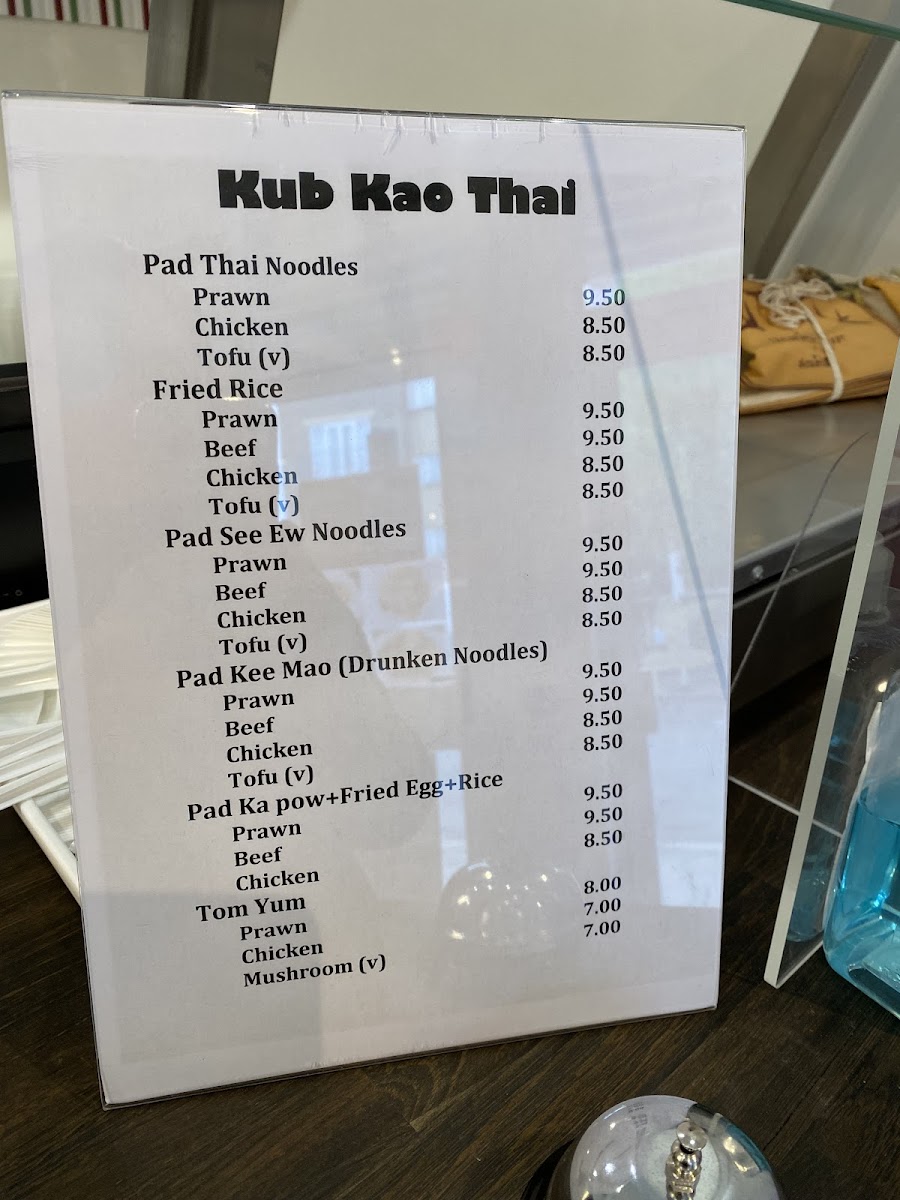 Kub Kao Thai
Pad Thai Noodles
Prawn 9.50
Chicken 8.50
Tofu (v) 8.50
Fried Rice
Prawn 9.50
Beef 9.50
Chicken 8.50
Tofu (v) 8.50
Pad See Ew Noodles
Prawn 9.50
Beef 9.50
Chicken 8.50
Tofu (v) 8.50
Pad Kee Mao (Drunken Noodles)
Prawn 9.50
Beef 9.50
Chicken 8.50
Tofu (v) 8.50
Pad Ka pow+Fried Egg+Rice
Prawn 9.50
Beef 9.50
Chicken 8.50
Tom Yum
Prawn 8.00
Chicken 7.00
Mushroom (v) 7.00